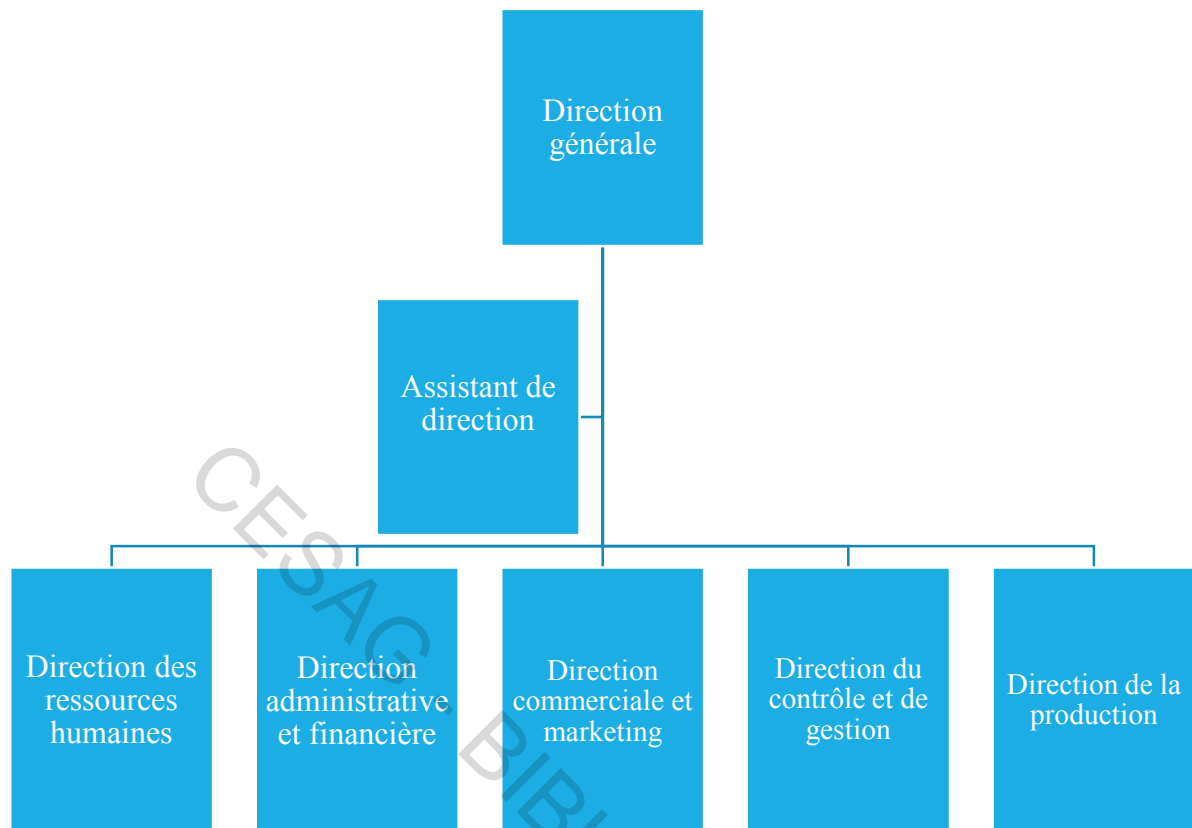 Direction
générale
Assistant de
direction
Direction des
ressources
humaines
Direction
administrative
et financière
Direction
commerciale et
marketing
Direction du
contrôle et de
gestion
Direction de la
production
CESAG - BIBL